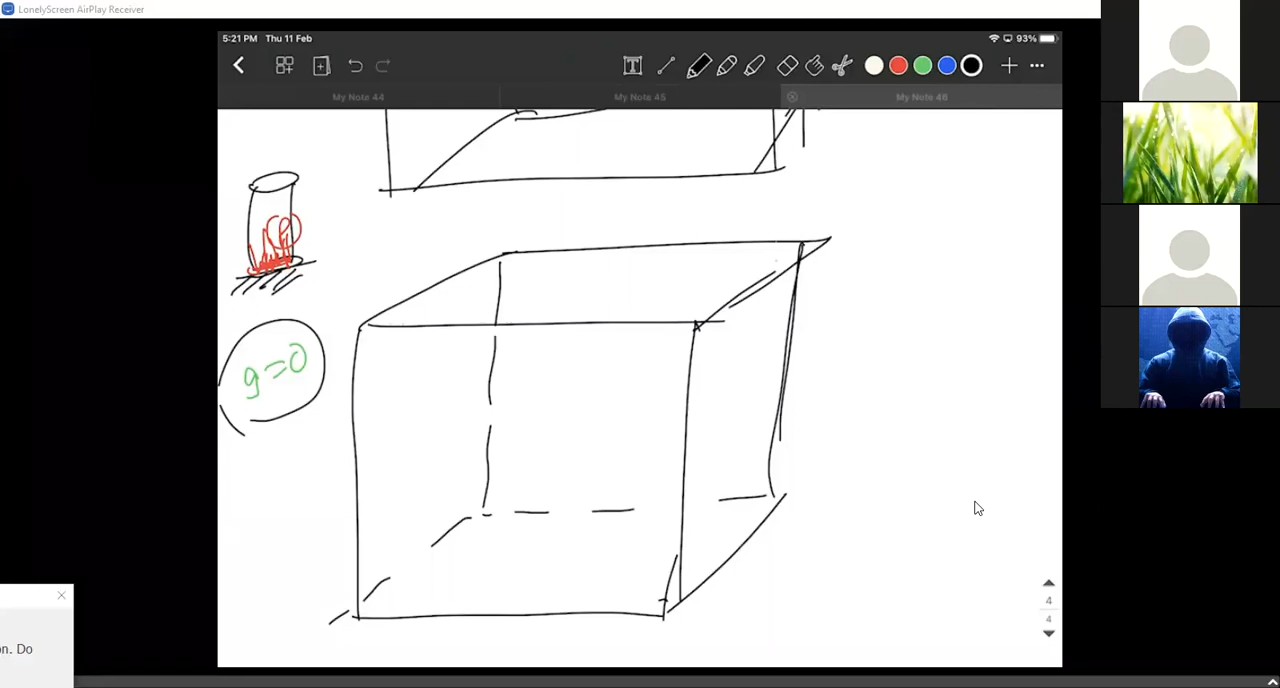 LonelyScreen AirPlay Receiver
5:21 PM Thu 11 Feb
93%
T
My Note 44
My Note 45
My Note 46
g=0
4
4
n. Do